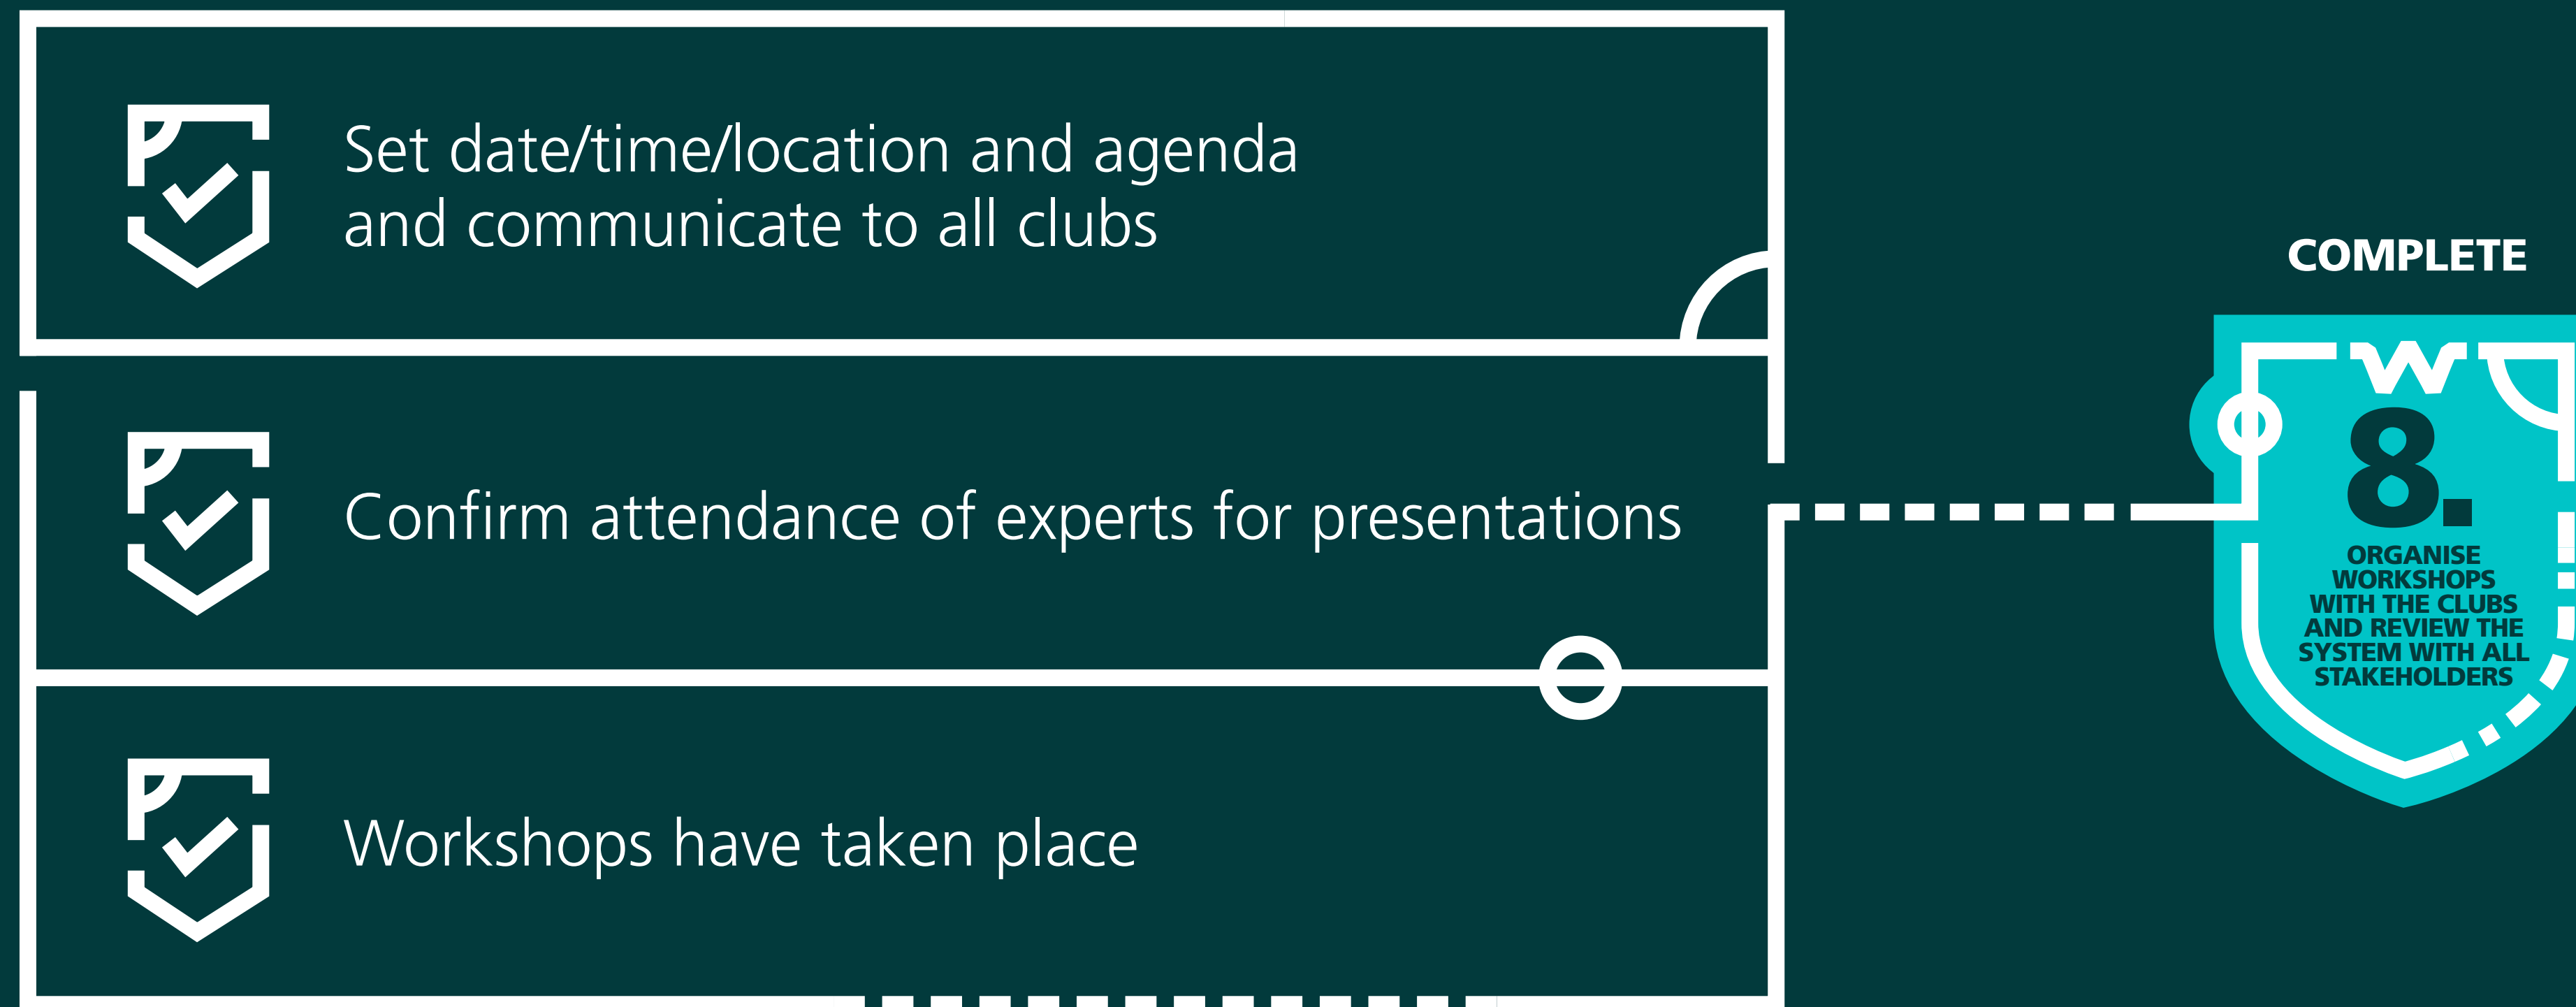 Set date/time/location and agenda
and communicate to all clubs
Confirm attendance of experts for presentations
Workshops have taken place
COMPLETE
W
8.
ORGANISE
WORKSHOPS
WITH THE CLUBS
AND REVIEW THE
SYSTEM WITH ALL
STAKEHOLDERS